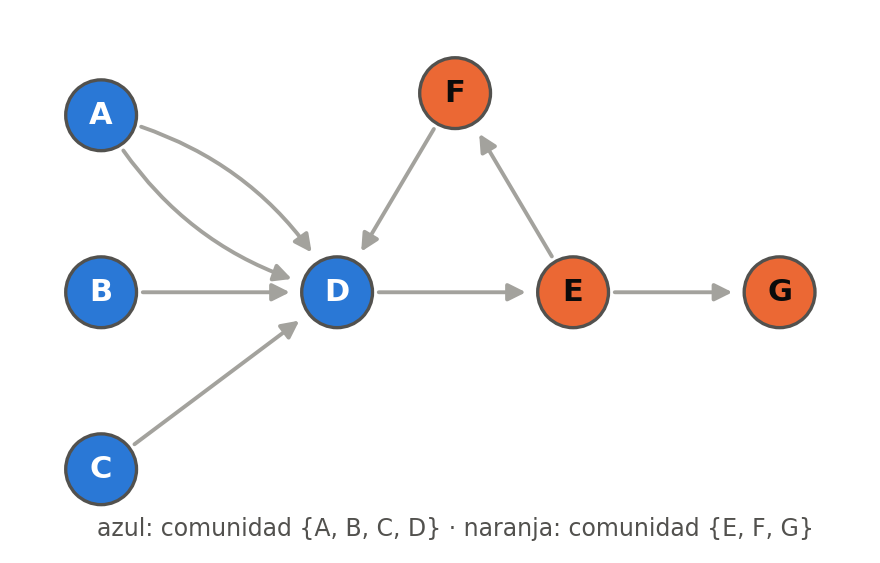 F
A
B
D
E
G
C
azul: comunidad {A, B, C, D} · naranja: comunidad {E, F, G}